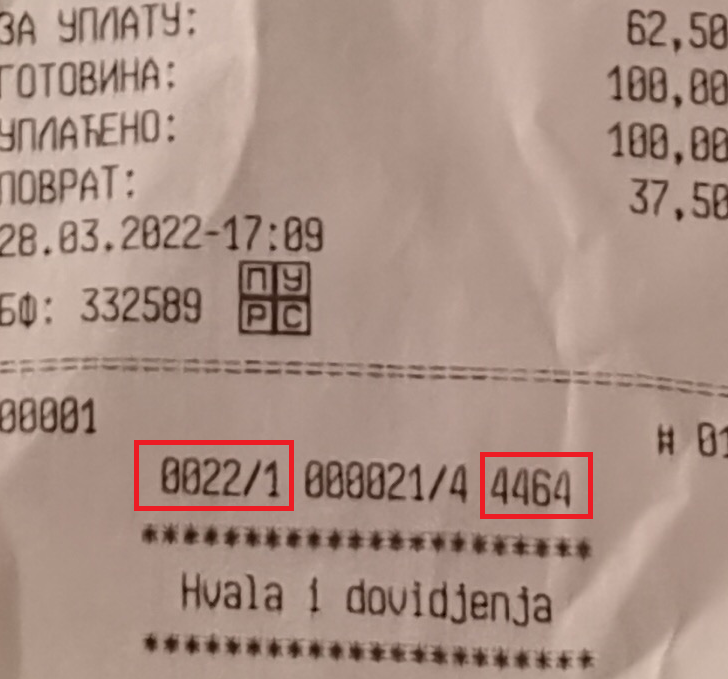 ЗА УПЛАТУ: 62,50
ГОТОВИНА: 100,00
УПЛАЋЕНО: 100,00
ПОВРАТ: 37,50
28.03.2022-17:09
БФ: 332589 ПУ
РС
00001 # 01
0022/1 000021/4 4464
**********************
Hvala i dovidjenja
**********************